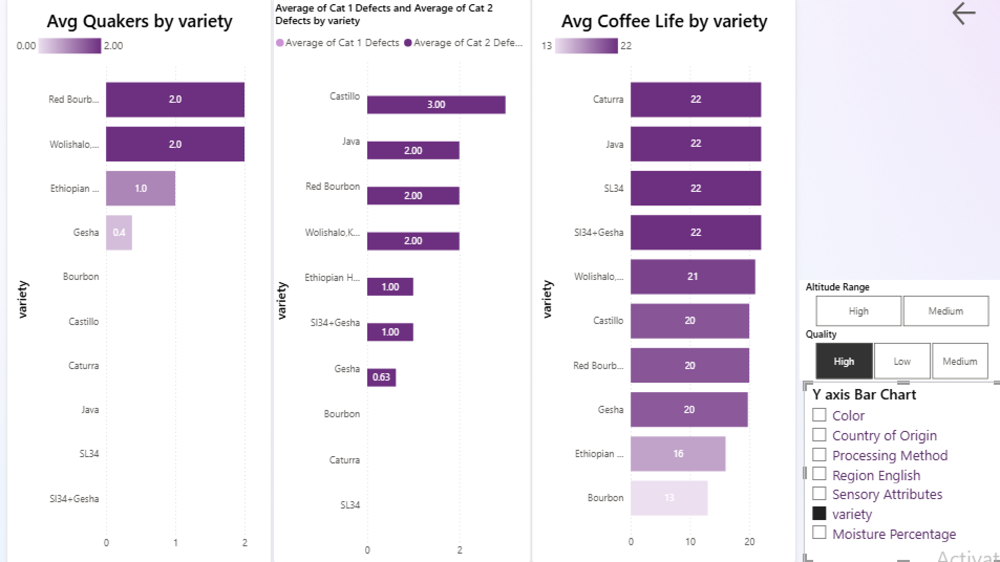 Avg Quakers by variety
0.00 2.00
variety
Red Bourb... 2.0
Wolishalo,... 2.0
Ethiopian ... 1.0
Gesha 0.4
Bourbon
Castillo
Caturra
Java
SL34
Sl34+Gesha
0 1 2
Average of Cat 1 Defects and Average of Cat 2
Defects by variety
Average of Cat 1 Defects Average of Cat 2 Defe...
variety
Castillo 3.00
Java 2.00
Red Bourbon 2.00
Wolishalo,K... 2.00
Ethiopian H... 1.00
Sl34+Gesha 1.00
Gesha 0.63
Bourbon
Caturra
SL34
0 2
Avg Coffee Life by variety
13 22
variety
Caturra 22
Java 22
SL34 22
Sl34+Gesha 22
Wolishalo,... 21
Castillo 20
Red Bourb... 20
Gesha 20
Ethiopian ... 16
Bourbon 13
0 10 20
Altitude Range
High Medium
Quality
High Low Medium
Y axis Bar Chart
Color
Country of Origin
Processing Method
Region English
Sensory Attributes
variety
Moisture Percentage
Activat